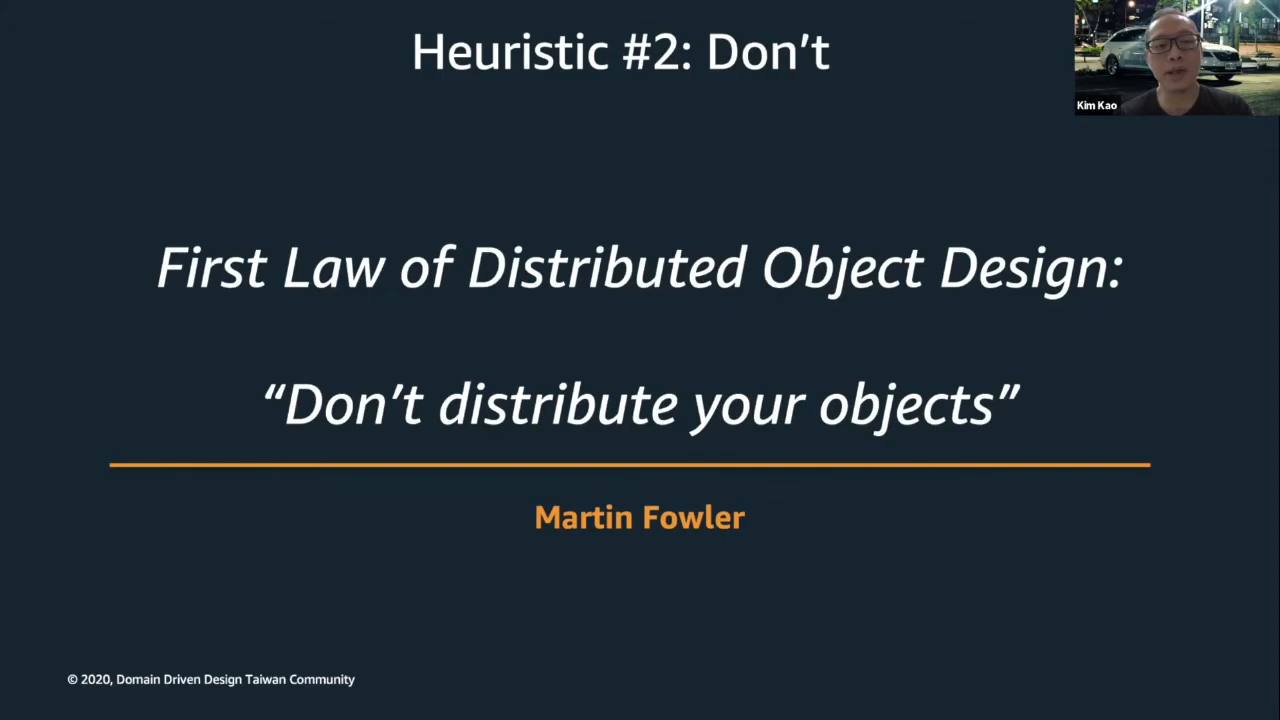 Heuristic #2: Don’t
Kim Kao
First Law of Distributed Object Design:
“Don’t distribute your objects”
Martin Fowler
© 2020, Domain Driven Design Taiwan Community